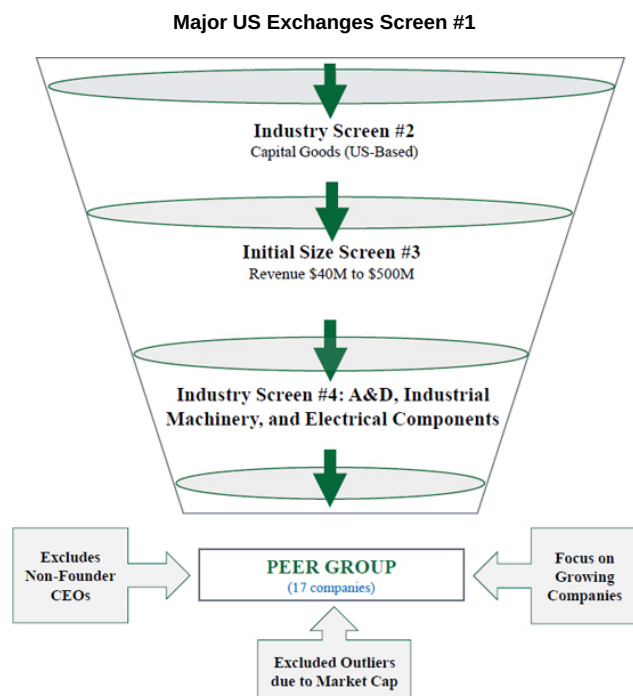 Major US Exchanges Screen #1
Industry Screen #2
Capital Goods (US-Based)
Initial Size Screen #3
Revenue $40M to $500M
Industry Screen #4: A&D, Industrial
Machinery, and Electrical Components
Excludes
Non-Founder
CEOs
PEER GROUP
(17 companies)
Focus on
Growing
Companies
Excluded Outliers
due to Market Cap